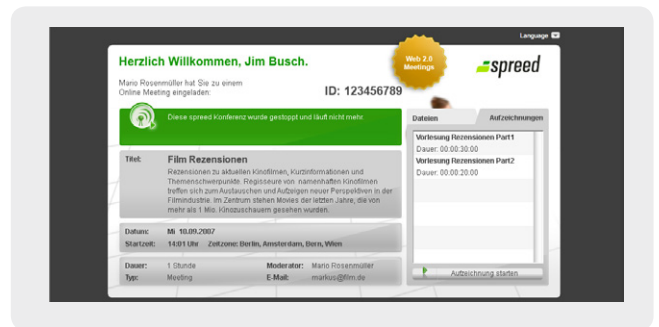 Language
Herzlich Willkommen, Jim Busch.
Web 2.0
Meetings
spreed
Mario Rosenmüller hat Sie zu einem
Online Meeting eingeladen:
ID: 123456789
Diese spreed Konferenz wurde gestoppt und läuft nicht mehr.
Titel:
Film Rezensionen
Rezensionen zu aktuellen Kinofilmen, Kurzinformationen und
Themenschwerpunkte. Regisseure von namenhaften Kinofilmen
treffen sich zum Austauschen und Aufzeigen neuer Perspektiven in der
Filmindustrie. Im Zentrum stehen Movies der letzten Jahre, die von
mehr als 1 Mio. Kinozuschauern gesehen wurden.
Datum: Mi 18.09.2007
Startzeit: 14:01 Uhr Zeitzone: Berlin, Amsterdam, Bern, Wien
Dauer: 1 Stunde Moderator: Mario Rosenmüller
Typ: Meeting E-Mail: markus@film.de
Dateien Aufzeichnungen
Vorlesung Rezensionen Part1
Dauer: 00:00:30:00
Vorlesung Rezensionen Part2
Dauer: 00:00:20:00
Aufzeichnung starten